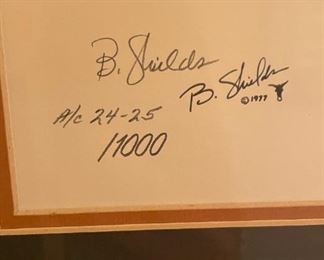 B. Shields
B. Shields
©1977
A/c 24-25
/1000